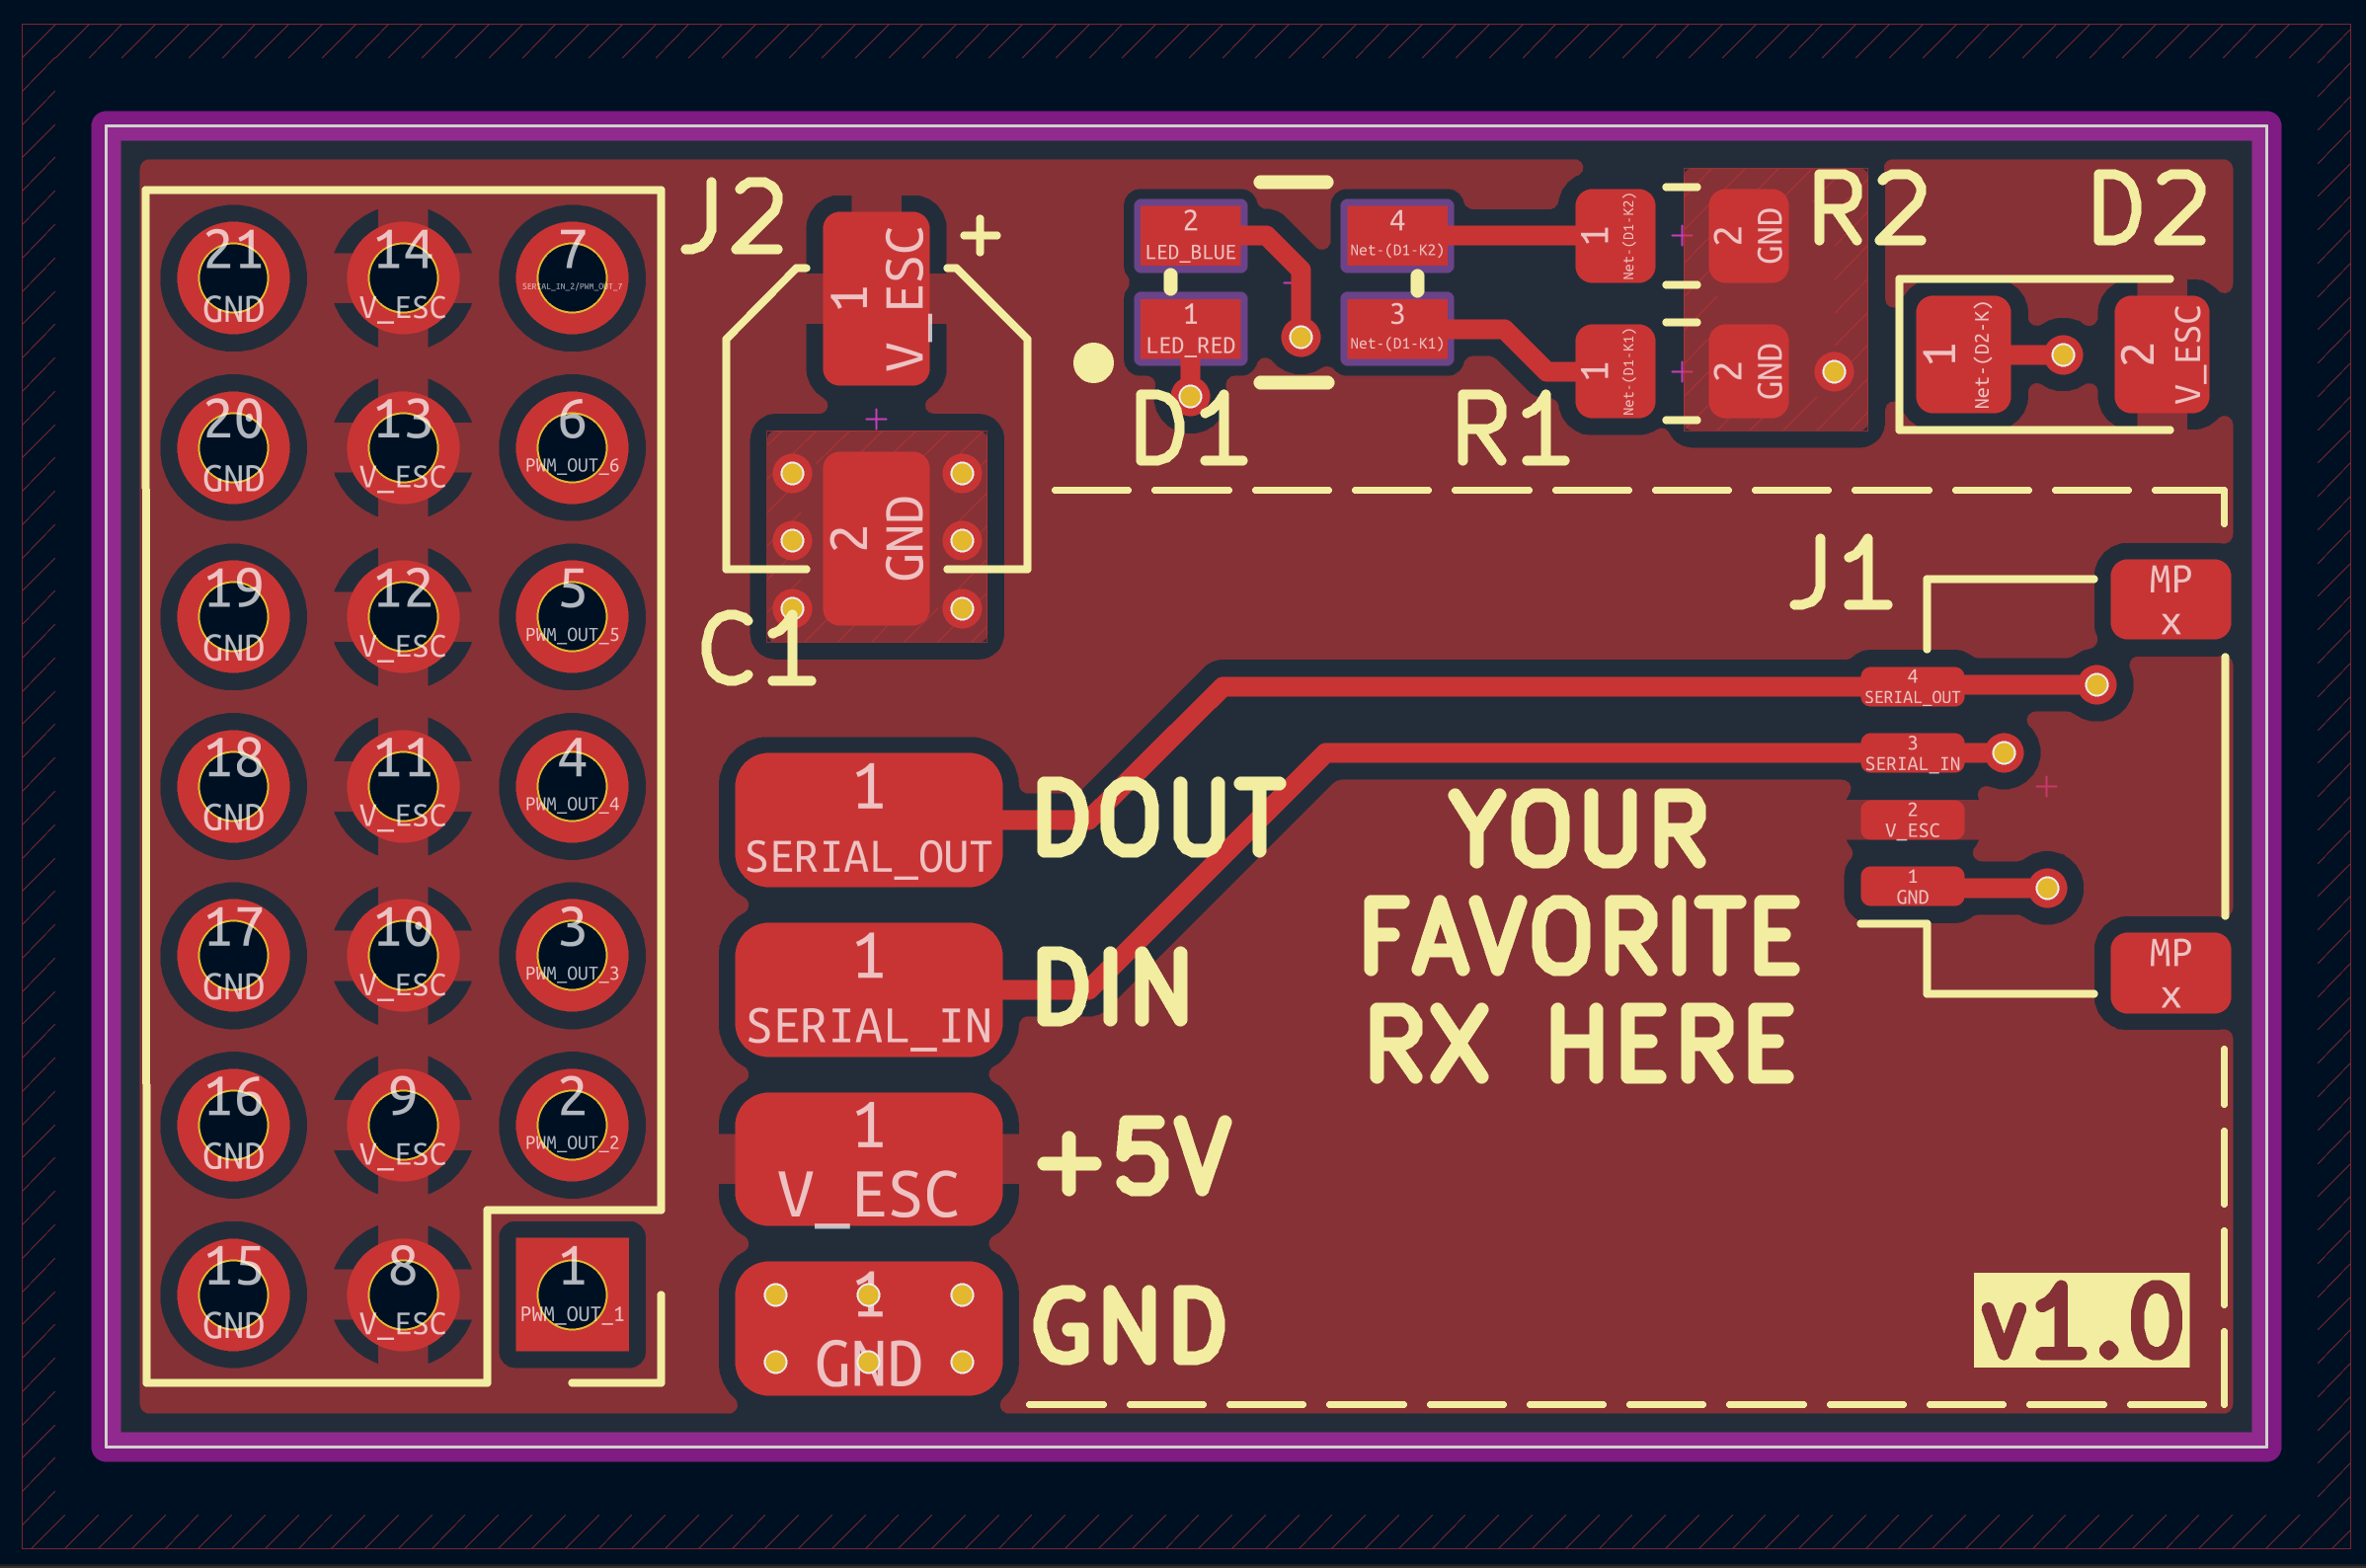 21
GND
14
V_ESC
7
SERIAL_IN_2/PWM_OUT_7
20
GND
13
V_ESC
6
PWM_OUT_6
19
GND
12
V_ESC
5
PWM_OUT_5
18
GND
11
V_ESC
4
PWM_OUT_4
17
GND
10
V_ESC
3
PWM_OUT_3
16
GND
9
V_ESC
2
PWM_OUT_2
15
GND
8
V_ESC
1
PWM_OUT_1
J2
+
1
V_ESC
2
GND
C1
2
LED_BLUE
1
LED_RED
D1
4
Net-(D1-K2)
3
Net-(D1-K1)
R1
1
Net-(D1-K2)
1
Net-(D1-K1)
2
GND
2
GND
R2
D2
1
Net-(D2-K)
2
V_ESC
J1
MP
x
4
SERIAL_OUT
3
SERIAL_IN
2
V_ESC
1
GND
MP
x
1
SERIAL_OUT
DOUT
1
SERIAL_IN
DIN
1
V_ESC
+5V
1
GND
GND
YOUR
FAVORITE
RX HERE
v1.0